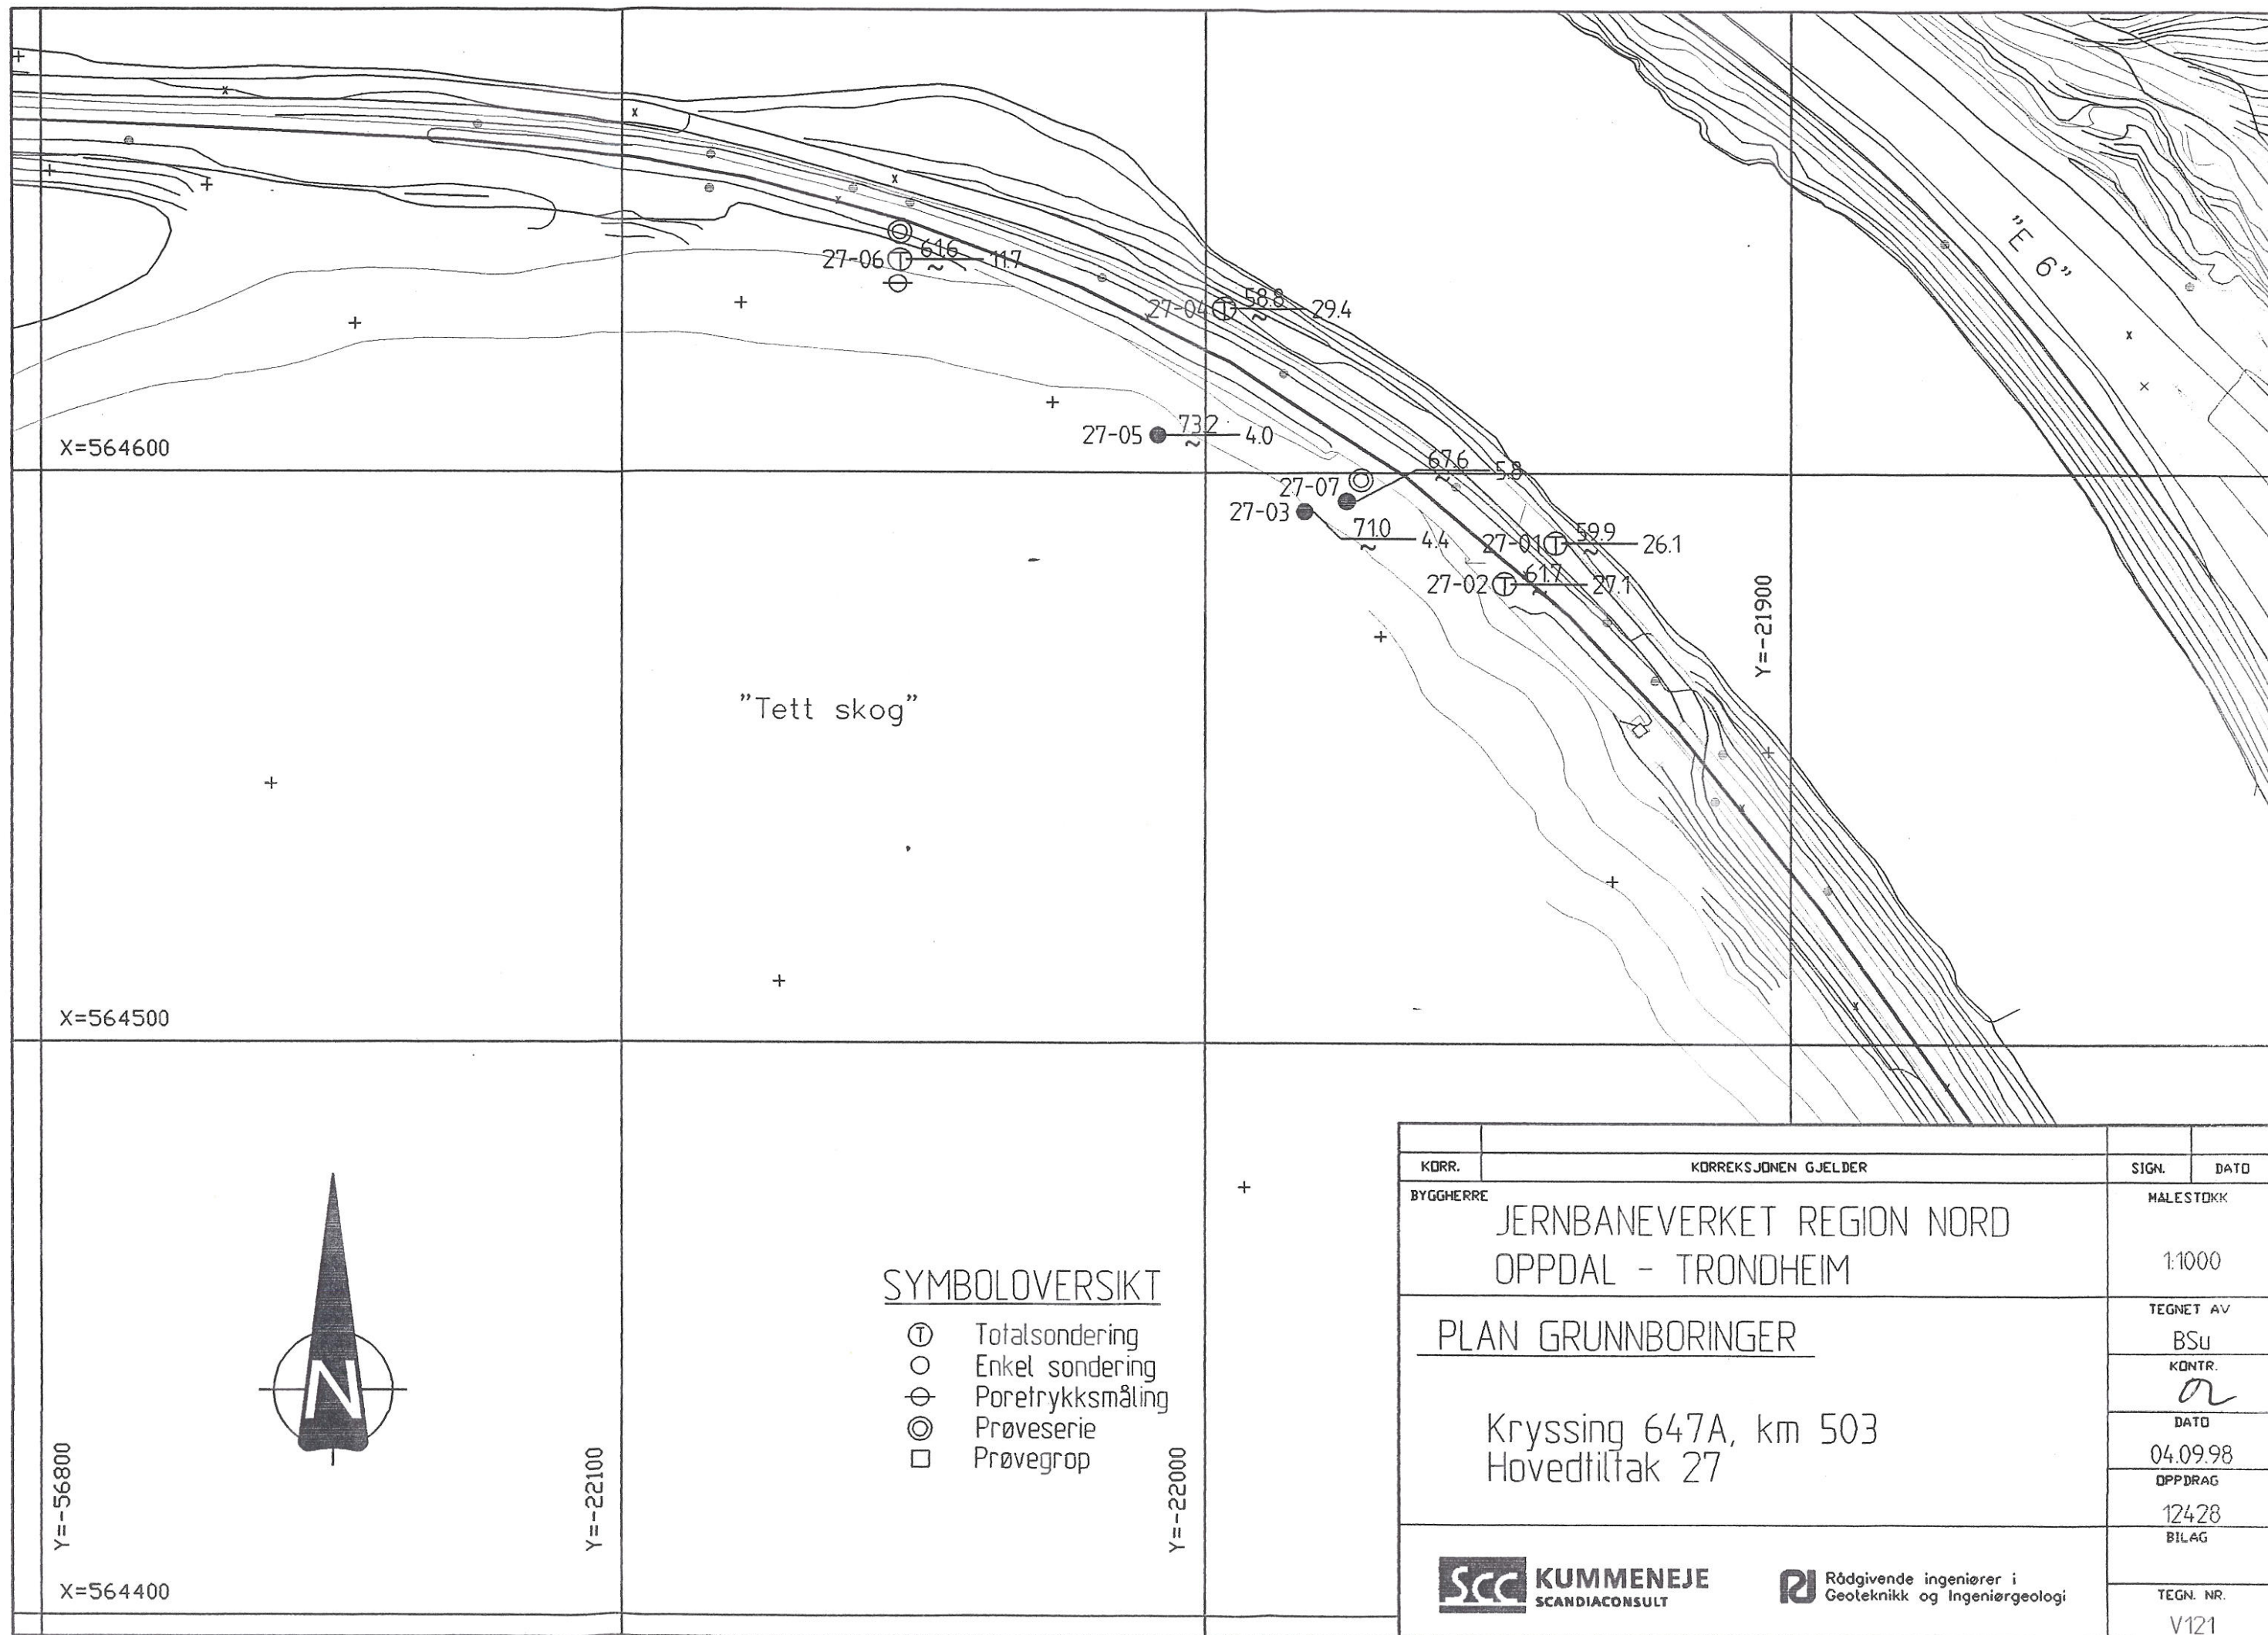 "E 6"
61.6
27-06 T 11.7
58.8
27-04 T 29.4
73.2
27-05 4.0
X=564600
67.6
5.8
27-07
27-03
71.0
4.4
59.9
27-01 T 26.1
61.7
27-02 T 27.1
Y=-21900
"Tett skog"
X=564500
N
SYMBOLOVERSIKT
T Totalsondering
Enkel sondering
Poretrykksmåling
Prøveserie
Prøvegrop
Y=-56800
Y=-22100
Y=-22000
X=564400
KORR. KORREKSJONEN GJELDER SIGN. DATO
BYGGHERRE
JERNBANEVERKET REGION NORD
OPPDAL - TRONDHEIM
MALESTOKK
1:1000
PLAN GRUNNBORINGER
Kryssing 647A, km 503
Hovedtiltak 27
TEGNET AV
BSu
KONTR.
DATO
04.09.98
OPPDRAG
12428
BILAG
TEGN. NR.
V121
SCC KUMMENEJE
SCANDIACONSULT
Rådgivende ingeniører i
Geoteknikk og Ingeniørgeologi